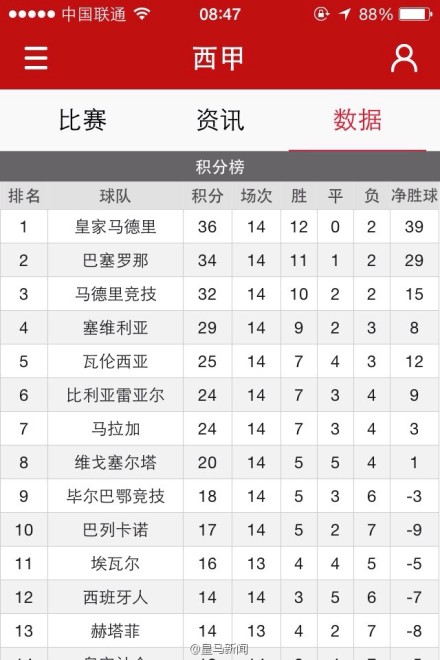 中国联通 08:47 88%
西甲
比赛 资讯 数据
积分榜
排名 球队 积分 场次 胜 平 负 净胜球
1 皇家马德里 36 14 12 0 2 39
2 巴塞罗那 34 14 11 1 2 29
3 马德里竞技 32 14 10 2 2 15
4 塞维利亚 29 14 9 2 3 8
5 瓦伦西亚 25 14 7 4 3 12
6 比利亚雷亚尔 24 14 7 3 4 9
7 马拉加 24 14 7 3 4 3
8 维戈塞尔塔 20 14 5 5 4 1
9 毕尔巴鄂竞技 18 14 5 3 6 -3
10 巴列卡诺 17 14 5 2 7 -9
11 埃瓦尔 16 13 4 4 5 -5
12 西班牙人 14 14 3 5 6 -7
13 赫塔菲 14 13 4 2 7 -8
@皇马新闻